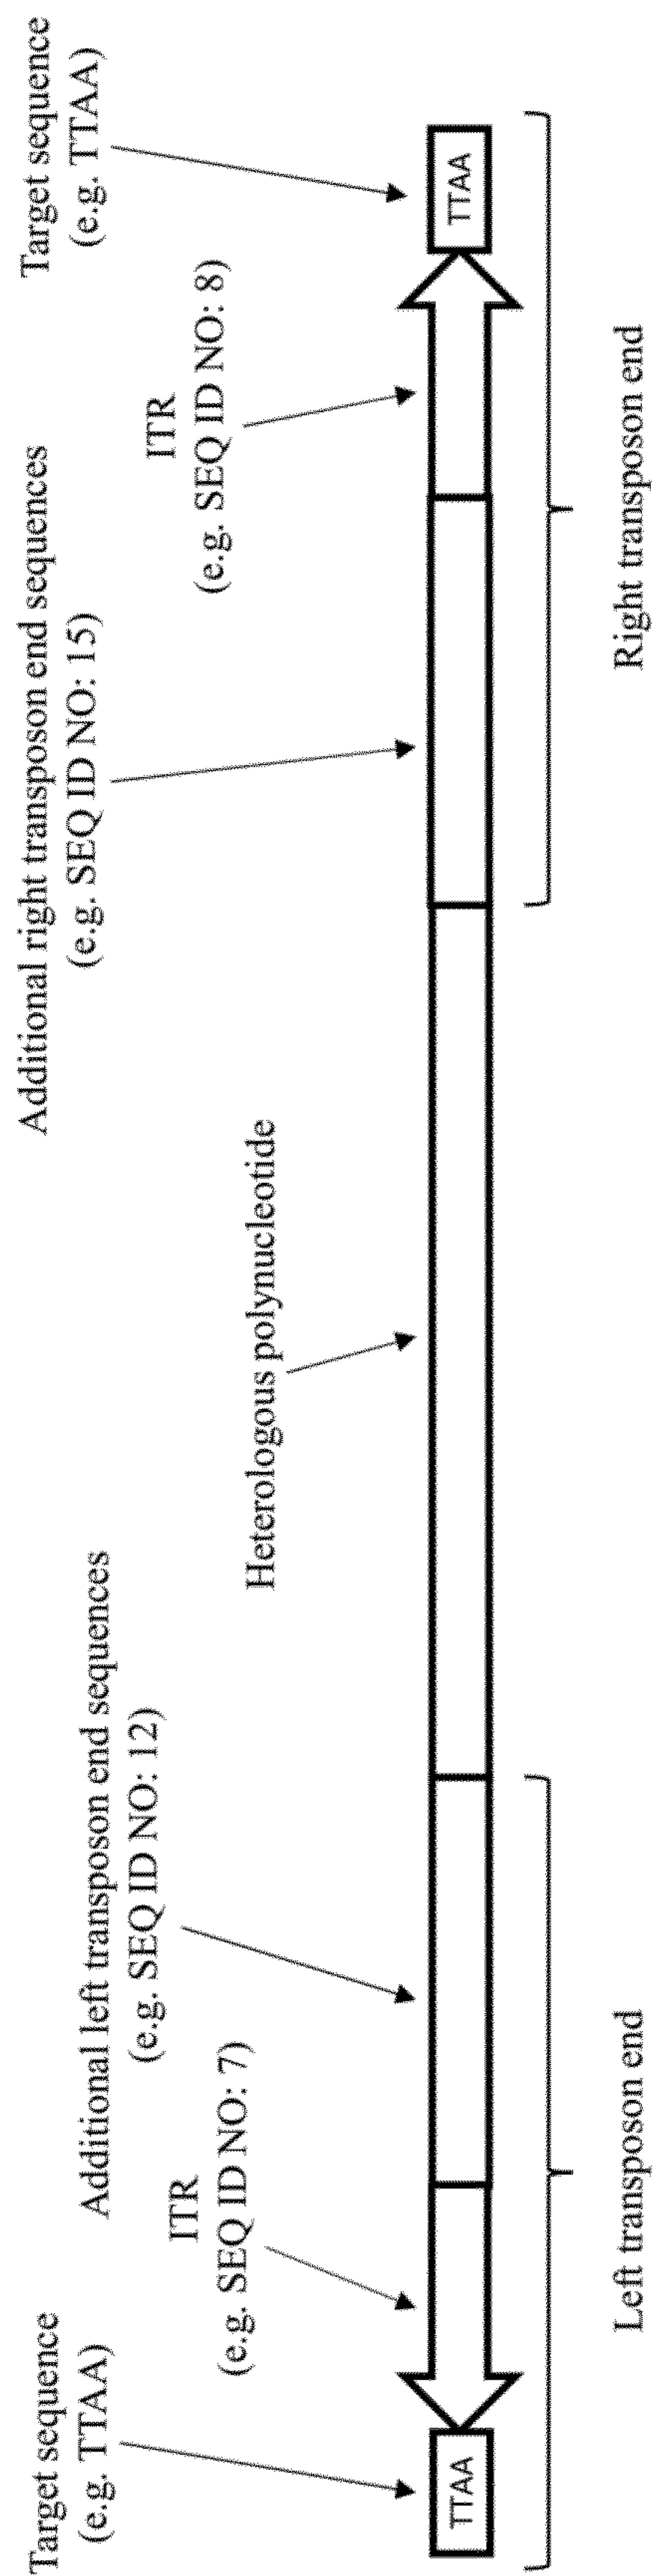 Target sequence
(e.g. TTAA)
ITR
(e.g. SEQ ID NO: 7)
Additional left transposon end sequences
(e.g. SEQ ID NO: 12)
Heterologous polynucleotide
Additional right transposon end sequences
(e.g. SEQ ID NO: 15)
ITR
(e.g. SEQ ID NO: 8)
Target sequence
(e.g. TTAA)
TTAA
TTAA
Left transposon end
Right transposon end